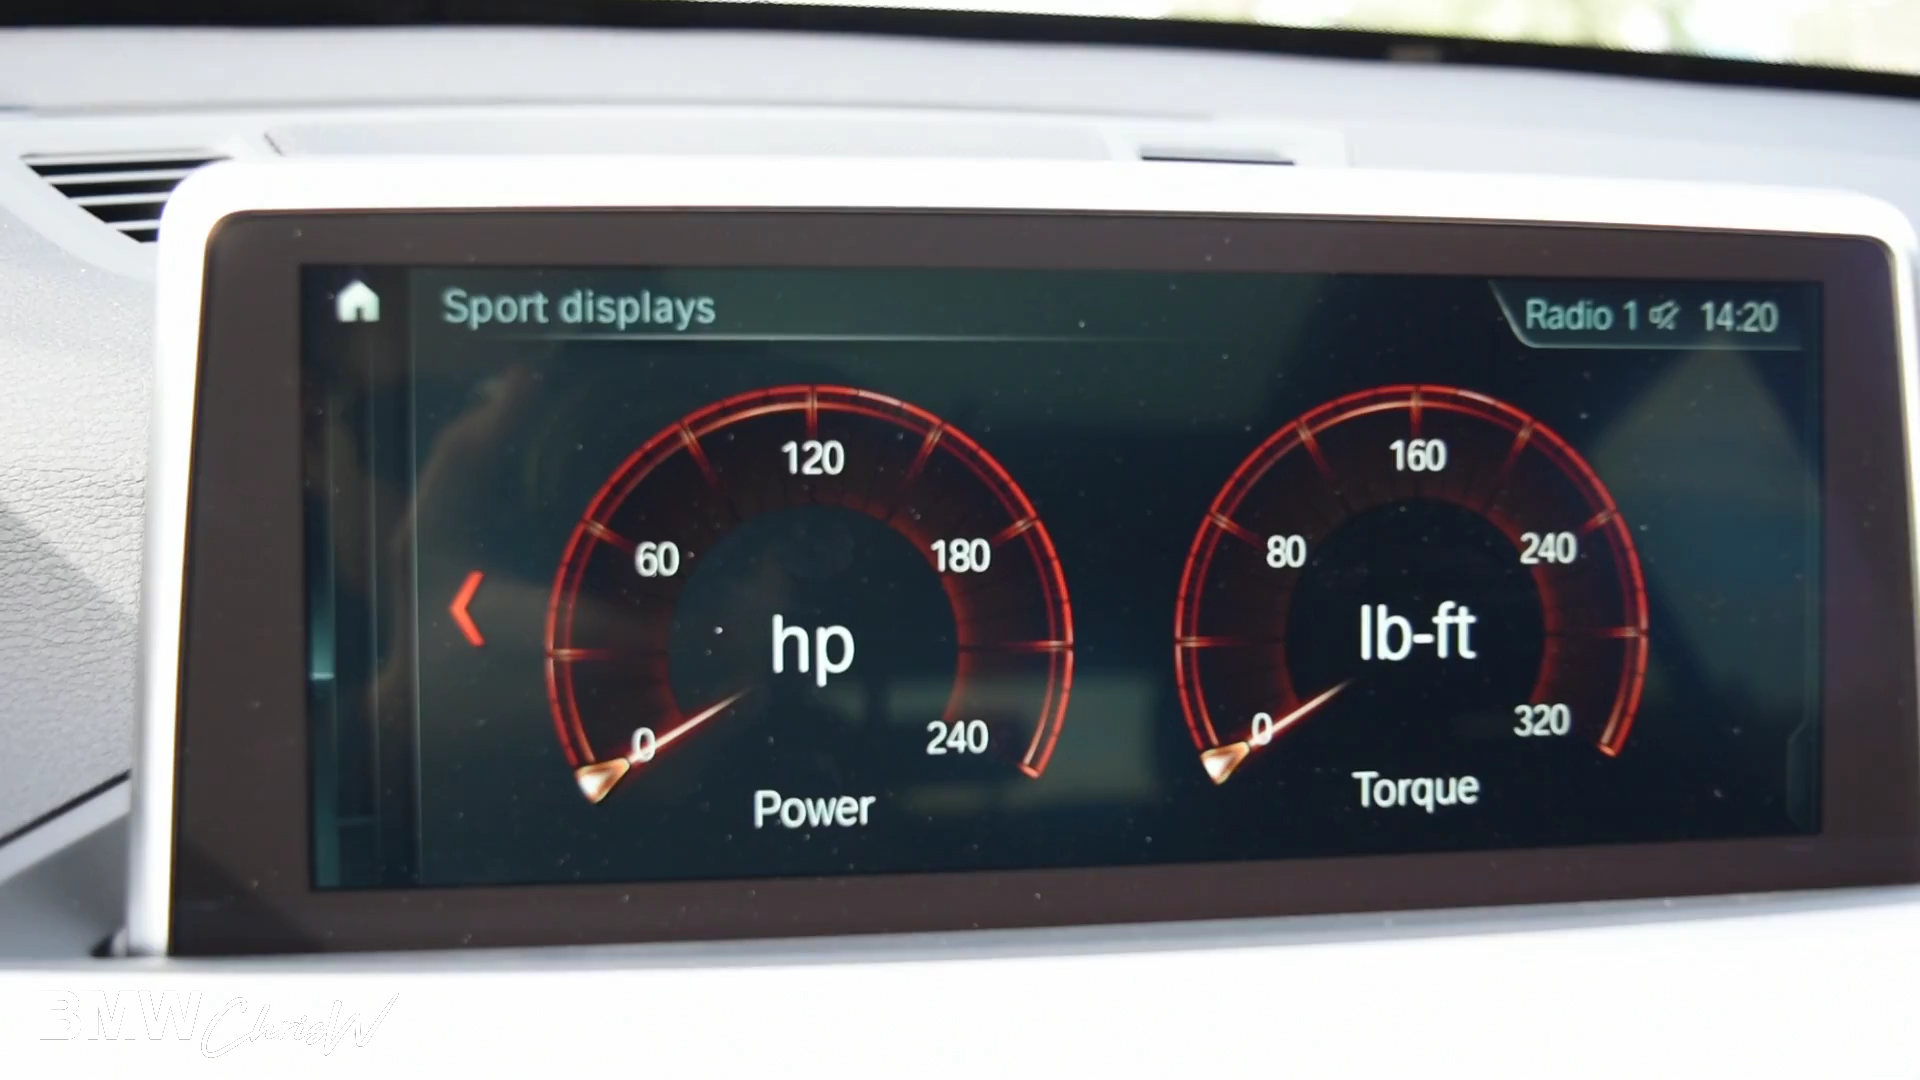 Sport displays
Radio 1 14:20
120
60
180
hp
0
240
Power
160
80
240
lb-ft
0
320
Torque
BMW ChrisW